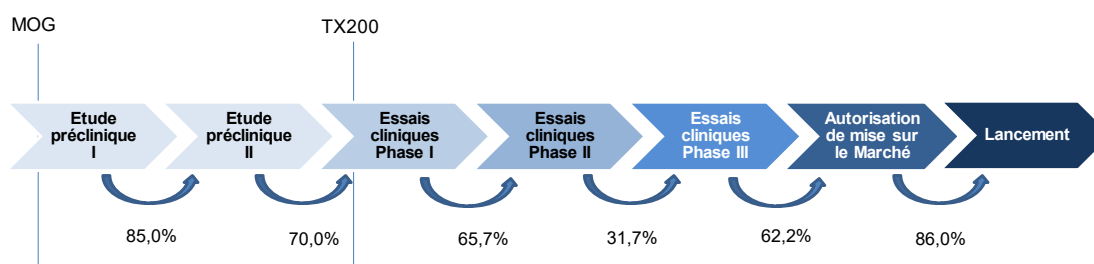 MOG
TX200
Etude
préclinique
I
Etude
préclinique
II
Essais
cliniques
Phase I
Essais
cliniques
Phase II
Essais
cliniques
Phase III
Autorisation
de mise sur
le Marché
Lancement
85,0%
70,0%
65,7%
31,7%
62,2%
86,0%